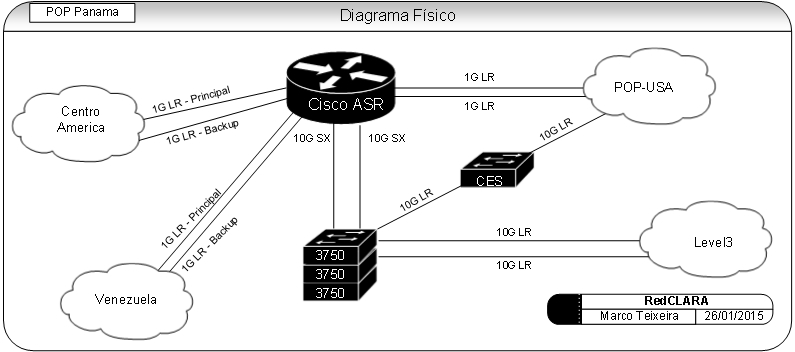 POP Panama
Diagrama Físico
Centro
America
1G LR - Principal
1G LR - Backup
Cisco ASR
1G LR
1G LR
POP-USA
10G SX
10G SX
10G LR
CES
10G LR
1G LR - Principal
1G LR - Backup
Venezuela
3750
3750
3750
10G LR
10G LR
Level3
RedCLARA
Marco Teixeira
26/01/2015